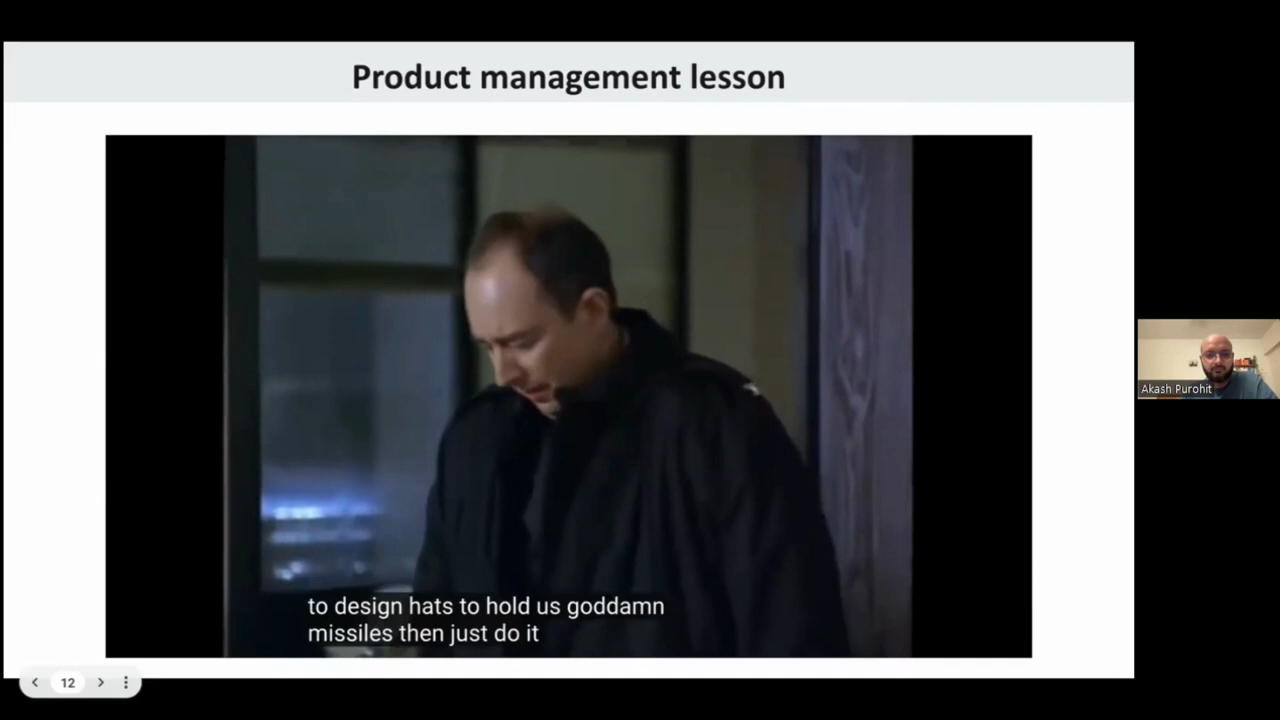 Product management lesson
to design hats to hold us goddamn
missiles then just do it
Akash Purohit
12